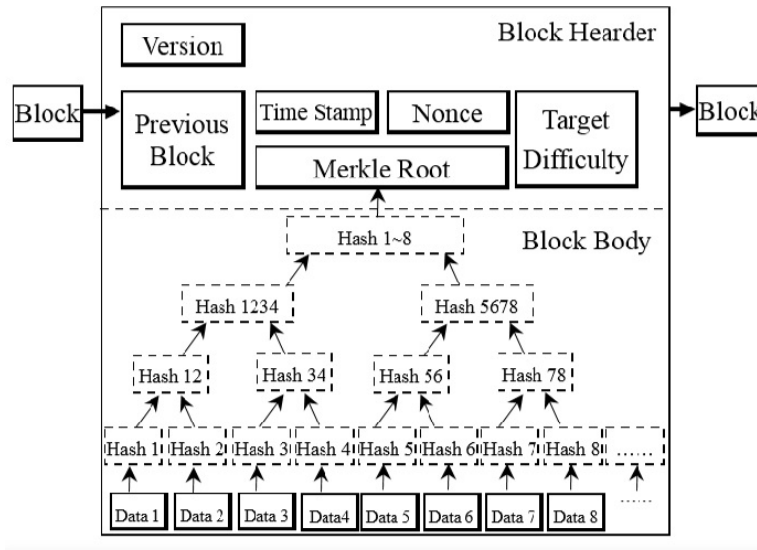 Block Hearder
Version
Block
Previous
Block
Time Stamp
Nonce
Target
Difficulty
Block
Merkle Root
Hash 1~8
Block Body
Hash 1234
Hash 5678
Hash 12
Hash 34
Hash 56
Hash 78
Hash 1
Hash 2
Hash 3
Hash 4
Hash 5
Hash 6
Hash 7
Hash 8
......
Data 1
Data 2
Data 3
Data4
Data 5
Data 6
Data 7
Data 8
......